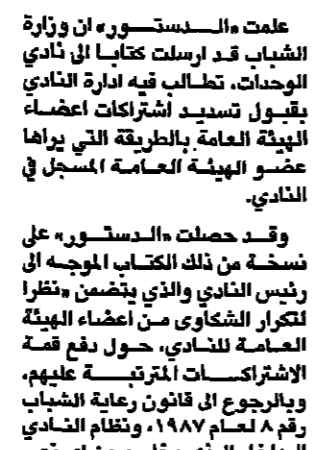 علمت «الــدستــور» ان وزارة
الشباب قد ارسلت كتابا الى نادي
الوحدات، تطالب فيه ادارة النادي
بقبول تسديد اشتراكات اعضاء
الهيئة العامة بالطريقة التي يراها
عضو الهيئة العامة المسجل في
النادي.
وقد حصلت «الدستور» على
نسخة من ذلك الكتاب الموجه الى
رئيس النادي والذي يتضمن «نظرا
لتكرار الشكاوى من اعضاء الهيئة
العامة للنادي، حول دفع قمة
الاشتراكات المترتبة عليهم،
وبالرجوع الى قانون رعاية الشباب
رقم ٨ لعام ١٩٨٧، ونظام النادي